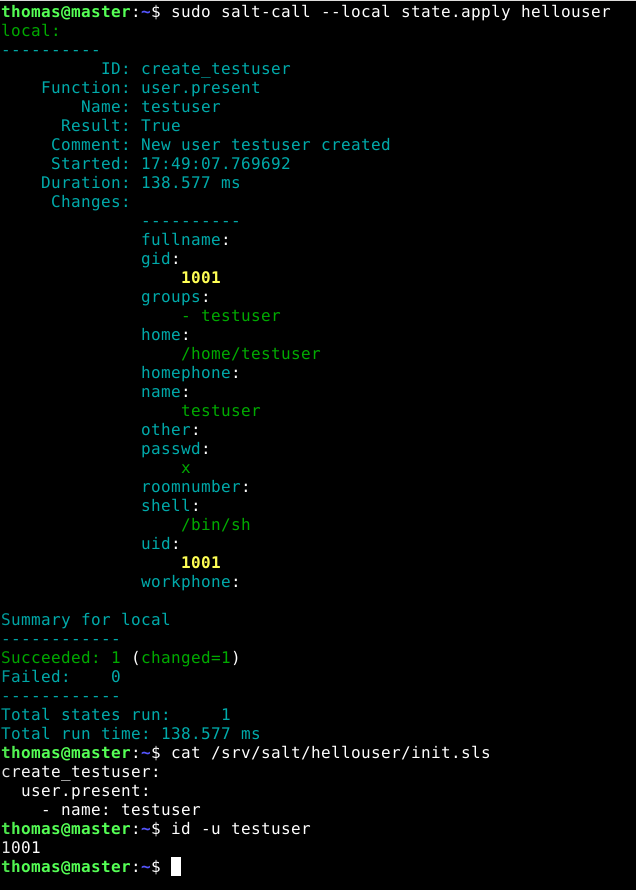 thomas@master:~$ sudo salt-call --local state.apply hellouser
local:
----------
          ID: create_testuser
    Function: user.present
        Name: testuser
      Result: True
     Comment: New user testuser created
     Started: 17:49:07.769692
    Duration: 138.577 ms
     Changes:
              ----------
              fullname:
              gid:
                  1001
              groups:
                  - testuser
              home:
                  /home/testuser
              homephone:
              name:
                  testuser
              other:
              passwd:
                  x
              roomnumber:
              shell:
                  /bin/sh
              uid:
                  1001
              workphone:

Summary for local
------------
Succeeded: 1 (changed=1)
Failed:    0
------------
Total states run:     1
Total run time: 138.577 ms
thomas@master:~$ cat /srv/salt/hellouser/init.sls
create_testuser:
  user.present:
    - name: testuser
thomas@master:~$ id -u testuser
1001
thomas@master:~$